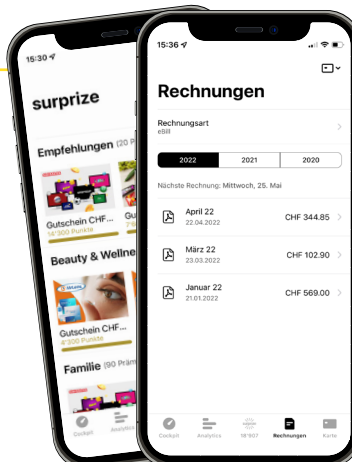 15:30
surprize
Empfehlungen (20 P
Gutschein CHF...
14'300 Punkte
Beauty & Wellne
Gutschein CHF...
4'300 Punkte
Familie (90 Präm
Cockpit
Analytics
15:36
Rechnungen
Rechnungsart
eBill
2022
2021
2020
Nächste Rechnung: Mittwoch, 25. Mai
April 22
22.04.2022
CHF 344.85
März 22
23.03.2022
CHF 102.90
Januar 22
21.01.2022
CHF 569.00
Cockpit
Analytics
18'607
Rechnungen
Karte